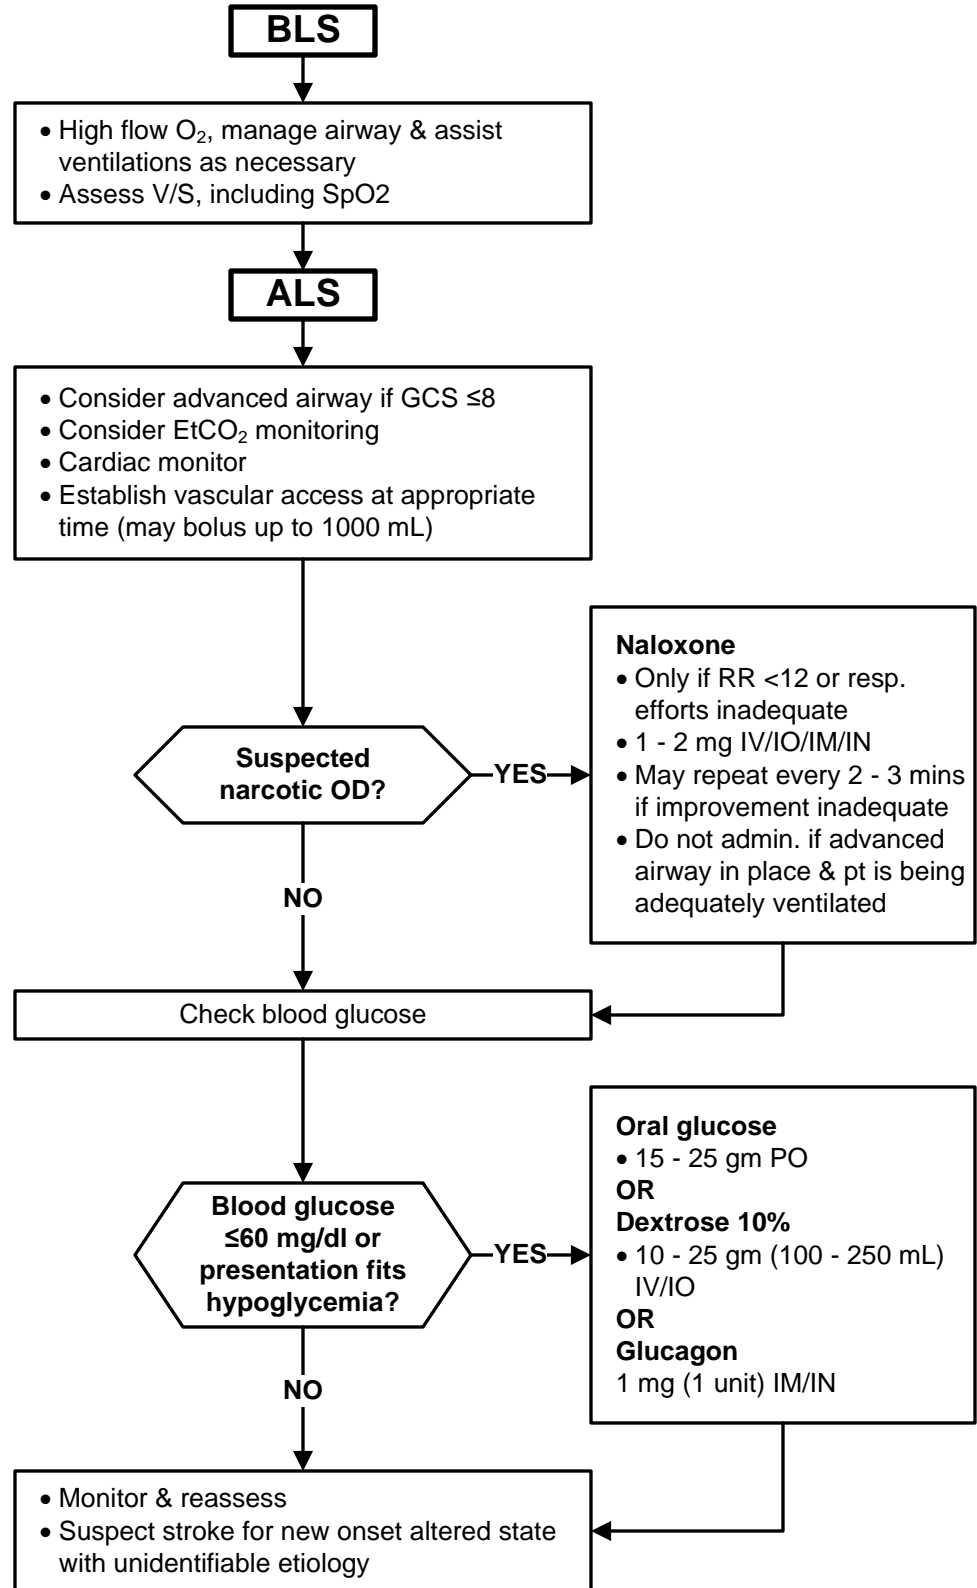 BLS
• High flow O₂, manage airway & assist
ventilations as necessary
• Assess V/S, including SpO2
ALS
• Consider advanced airway if GCS ≤8
• Consider EtCO₂ monitoring
• Cardiac monitor
• Establish vascular access at appropriate
time (may bolus up to 1000 mL)
Suspected
narcotic OD?
YES
Naloxone
• Only if RR <12 or resp.
efforts inadequate
• 1 - 2 mg IV/IO/IM/IN
• May repeat every 2 - 3 mins
if improvement inadequate
• Do not admin. if advanced
airway in place & pt is being
adequately ventilated
NO
Check blood glucose
Blood glucose
≤60 mg/dl or
presentation fits
hypoglycemia?
YES
Oral glucose
• 15 - 25 gm PO
OR
Dextrose 10%
• 10 - 25 gm (100 - 250 mL)
IV/IO
OR
Glucagon
1 mg (1 unit) IM/IN
NO
• Monitor & reassess
• Suspect stroke for new onset altered state
with unidentifiable etiology